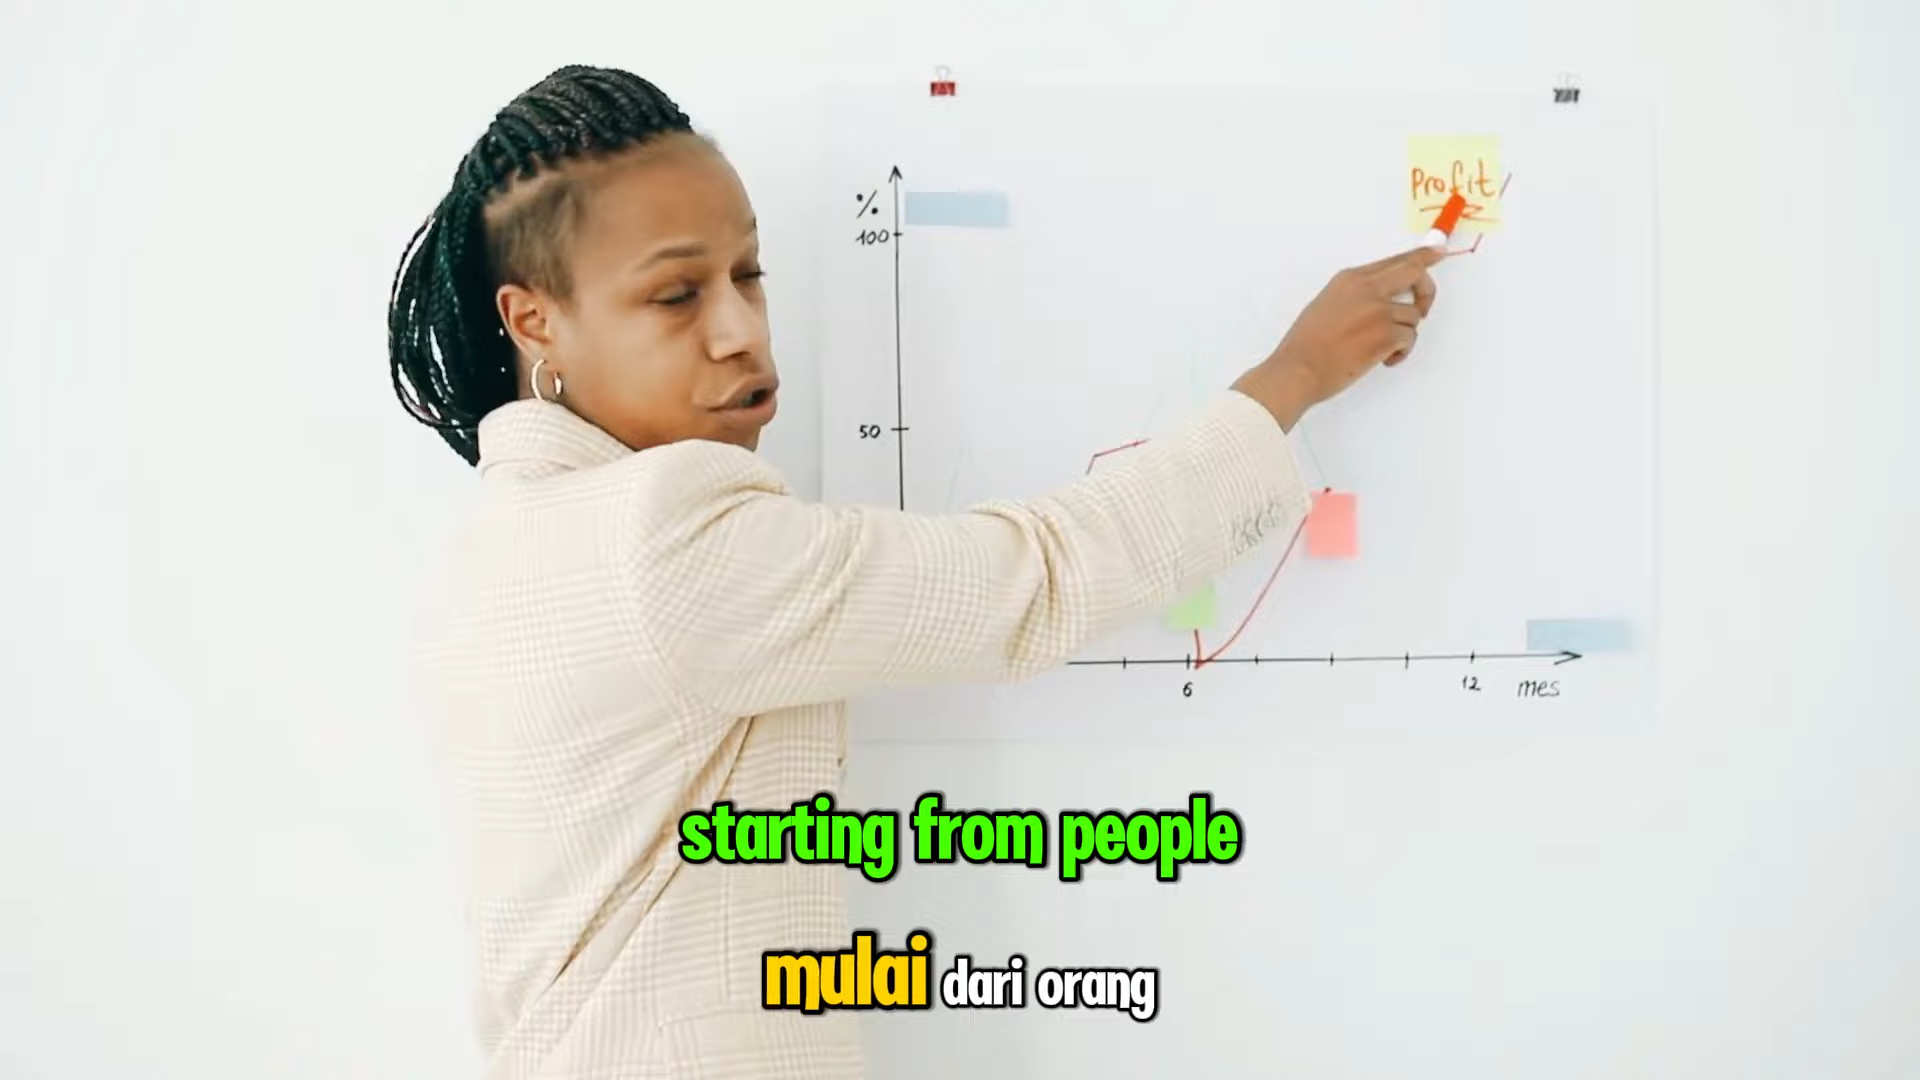 %
Profit
100
50
6
12
mes
starting from people
mulai dari orang